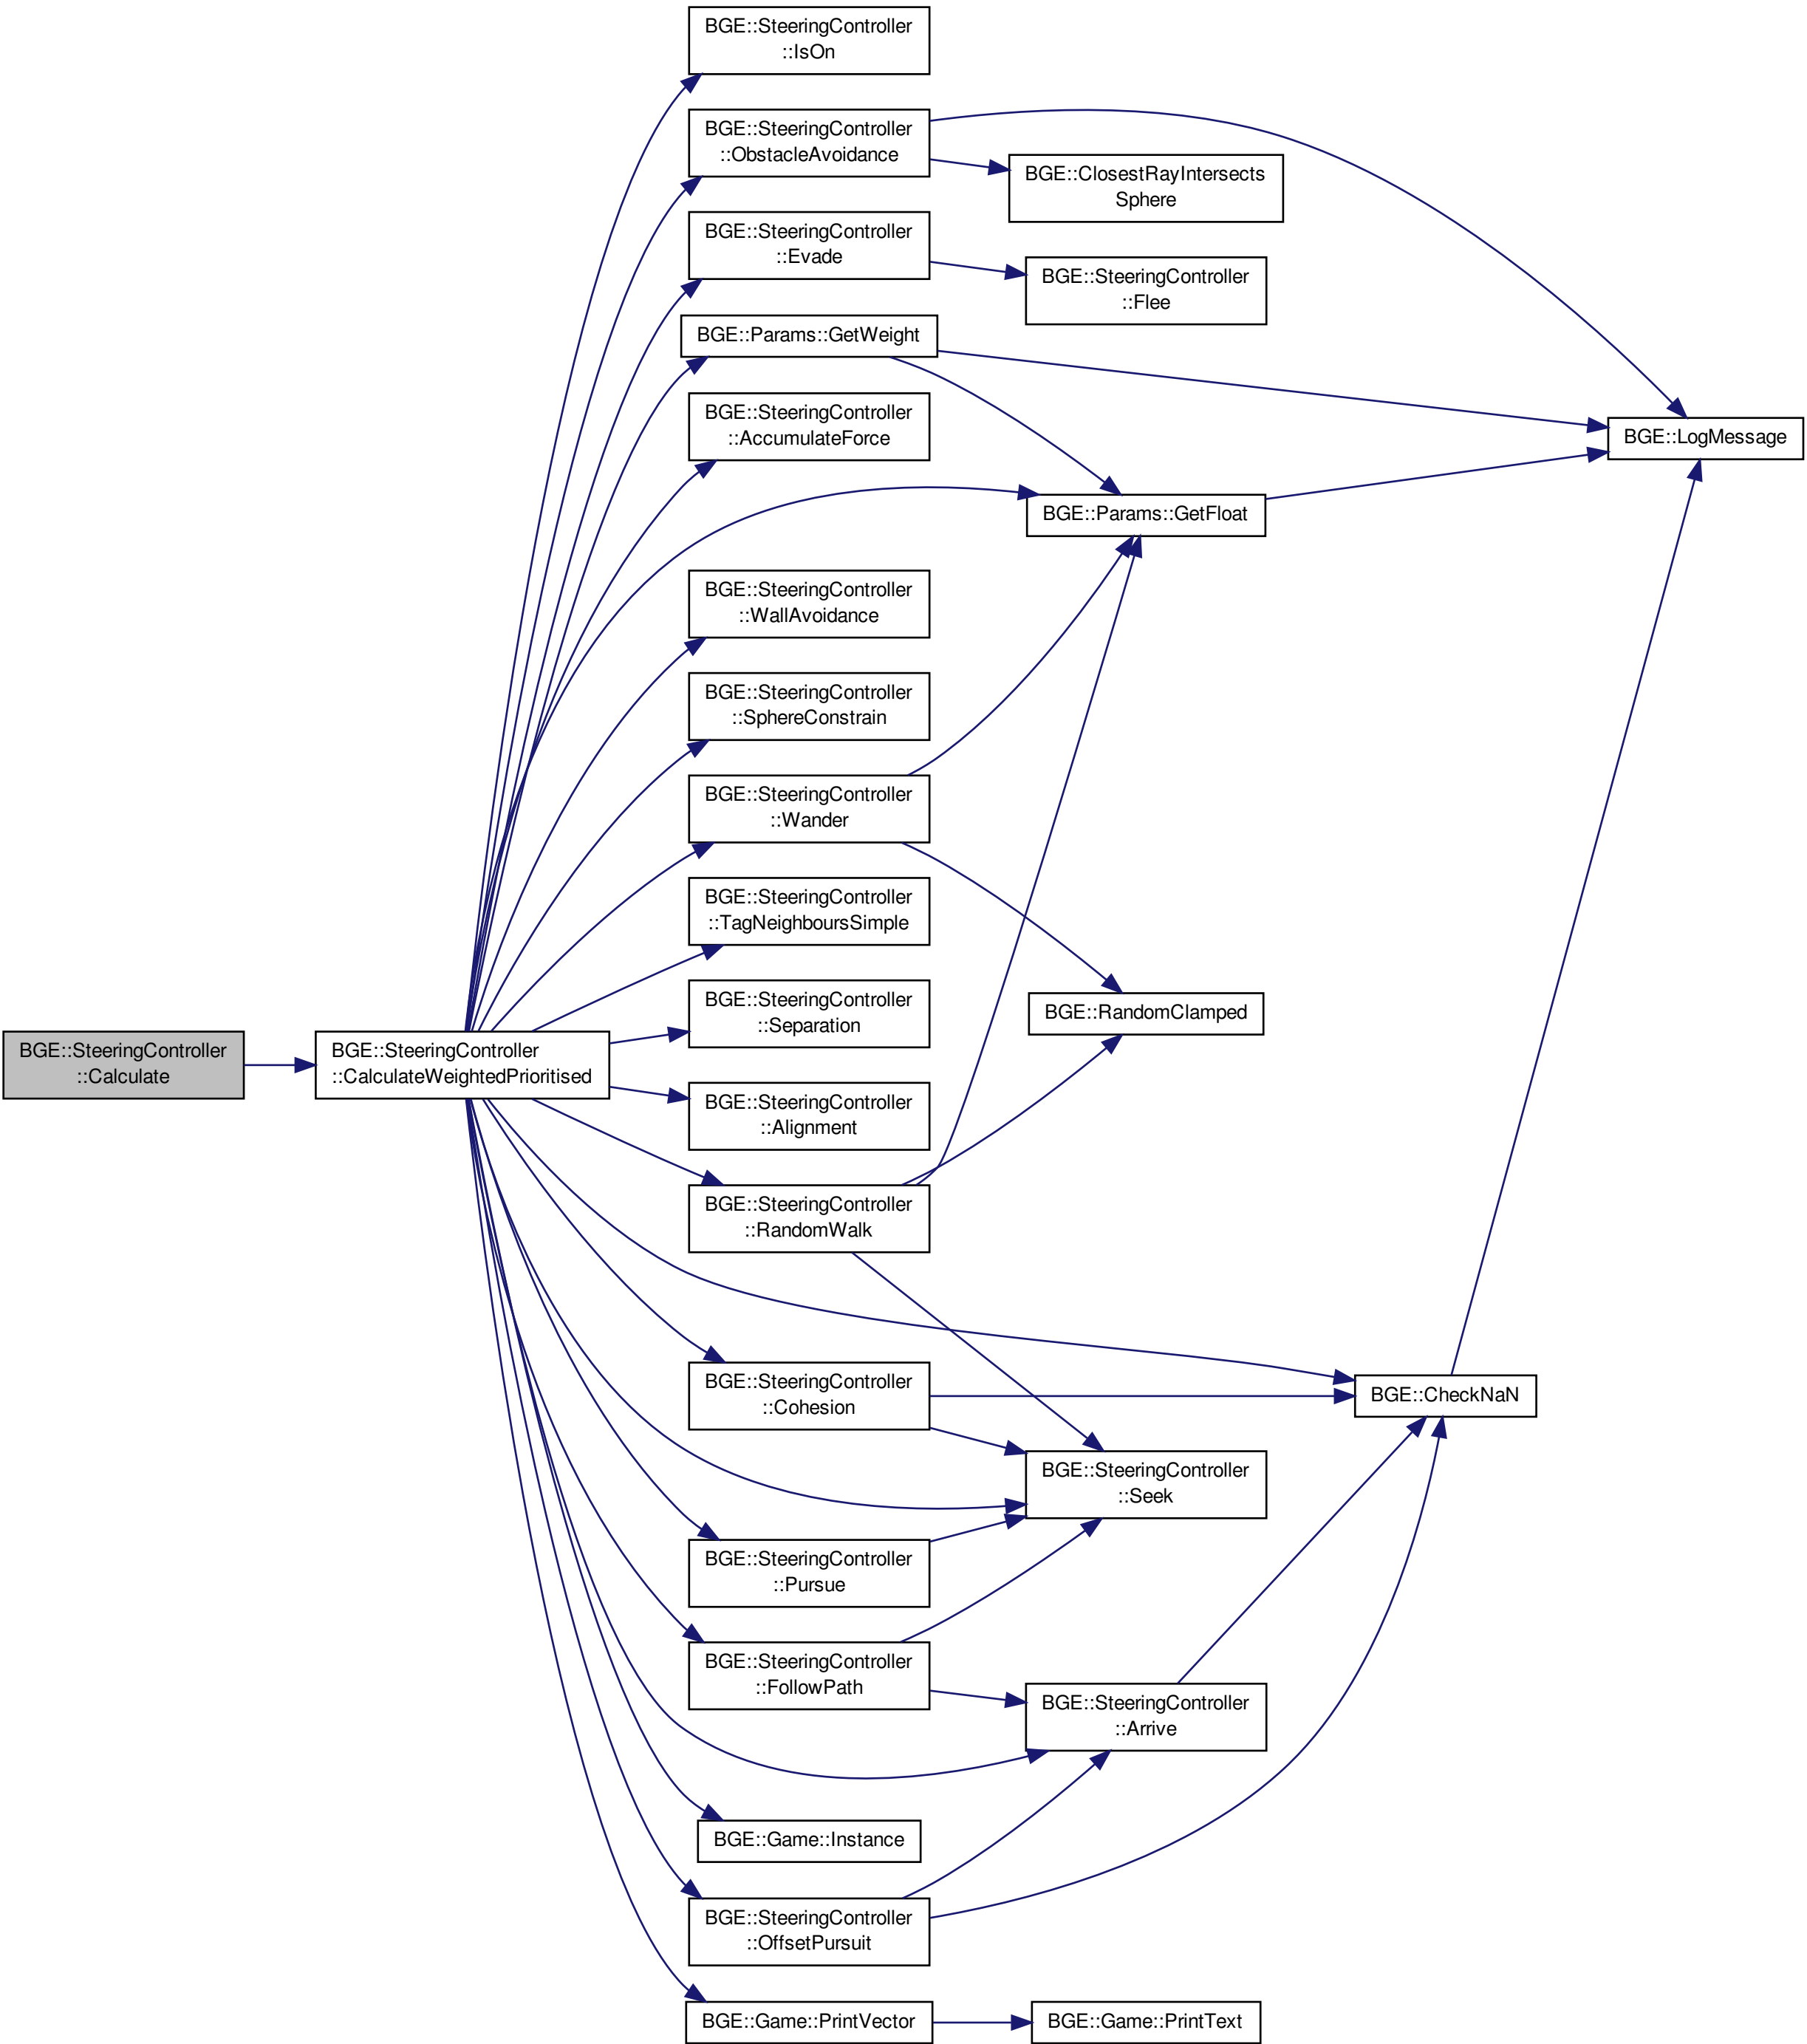 BGE::SteeringController
::Calculate
BGE::SteeringController
::CalculateWeightedPrioritised
BGE::SteeringController
::IsOn
BGE::SteeringController
::ObstacleAvoidance
BGE::SteeringController
::Evade
BGE::Params::GetWeight
BGE::SteeringController
::AccumulateForce
BGE::SteeringController
::WallAvoidance
BGE::SteeringController
::SphereConstrain
BGE::SteeringController
::Wander
BGE::SteeringController
::TagNeighboursSimple
BGE::SteeringController
::Separation
BGE::SteeringController
::Alignment
BGE::SteeringController
::RandomWalk
BGE::SteeringController
::Cohesion
BGE::SteeringController
::Pursue
BGE::SteeringController
::FollowPath
BGE::Game::Instance
BGE::SteeringController
::OffsetPursuit
BGE::Game::PrintVector
BGE::ClosestRayIntersects
Sphere
BGE::SteeringController
::Flee
BGE::Params::GetFloat
BGE::RandomClamped
BGE::SteeringController
::Seek
BGE::SteeringController
::Arrive
BGE::Game::PrintText
BGE::CheckNaN
BGE::LogMessage